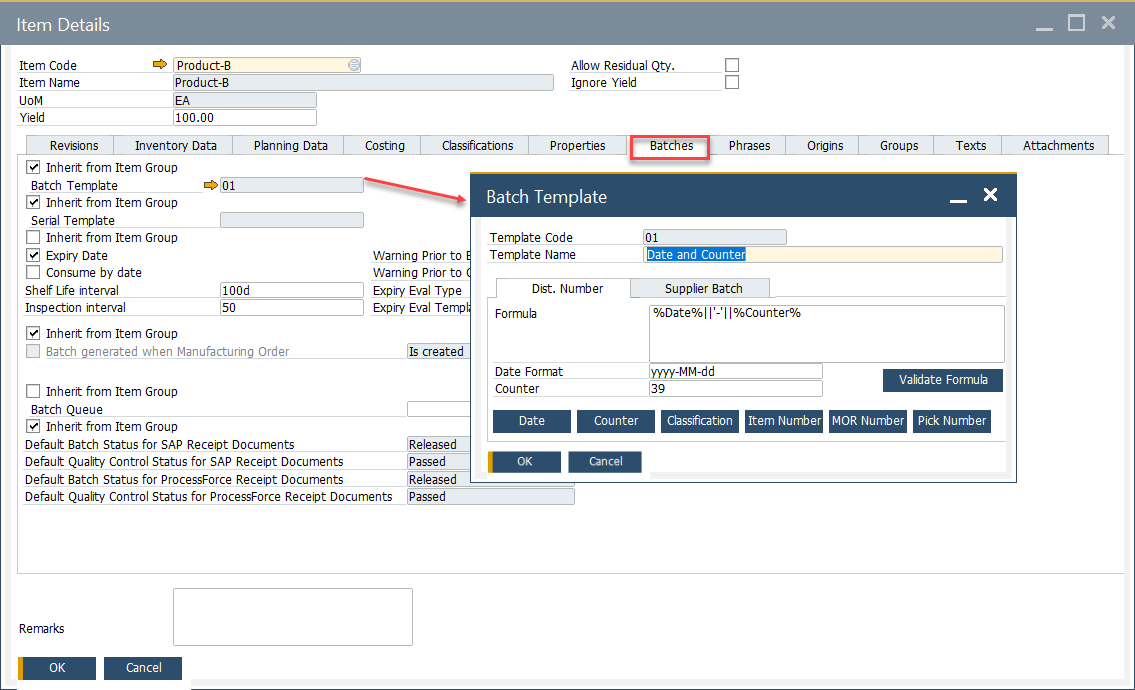 Item Details
Item Code Product-B Allow Residual Qty.
Item Name Product-B Ignore Yield
UoM EA
Yield 100.00
Revisions Inventory Data Planning Data Costing Classifications Properties Batches Phrases Origins Groups Texts Attachments
Inherit from Item Group
Batch Template 01
Inherit from Item Group
Serial Template
Inherit from Item Group
Expiry Date Warning Prior to
Consume by date Warning Prior to
Shelf Life interval 100d Expiry Eval Type
Inspection interval 50 Expiry Eval Templa
Inherit from Item Group
Batch generated when Manufacturing Order Is created
Inherit from Item Group
Batch Queue
Inherit from Item Group
Default Batch Status for SAP Receipt Documents Released
Default Quality Control Status for SAP Receipt Documents Passed
Default Batch Status for ProcessForce Receipt Documents Released
Default Quality Control Status for ProcessForce Receipt Documents Passed
Batch Template
Template Code 01
Template Name Date and Counter
Dist. Number Supplier Batch
Formula %Date%||'-'||%Counter%
Date Format yyyy-MM-dd
Counter 39
Validate Formula
Date Counter Classification Item Number MOR Number Pick Number
OK Cancel
Remarks
OK Cancel